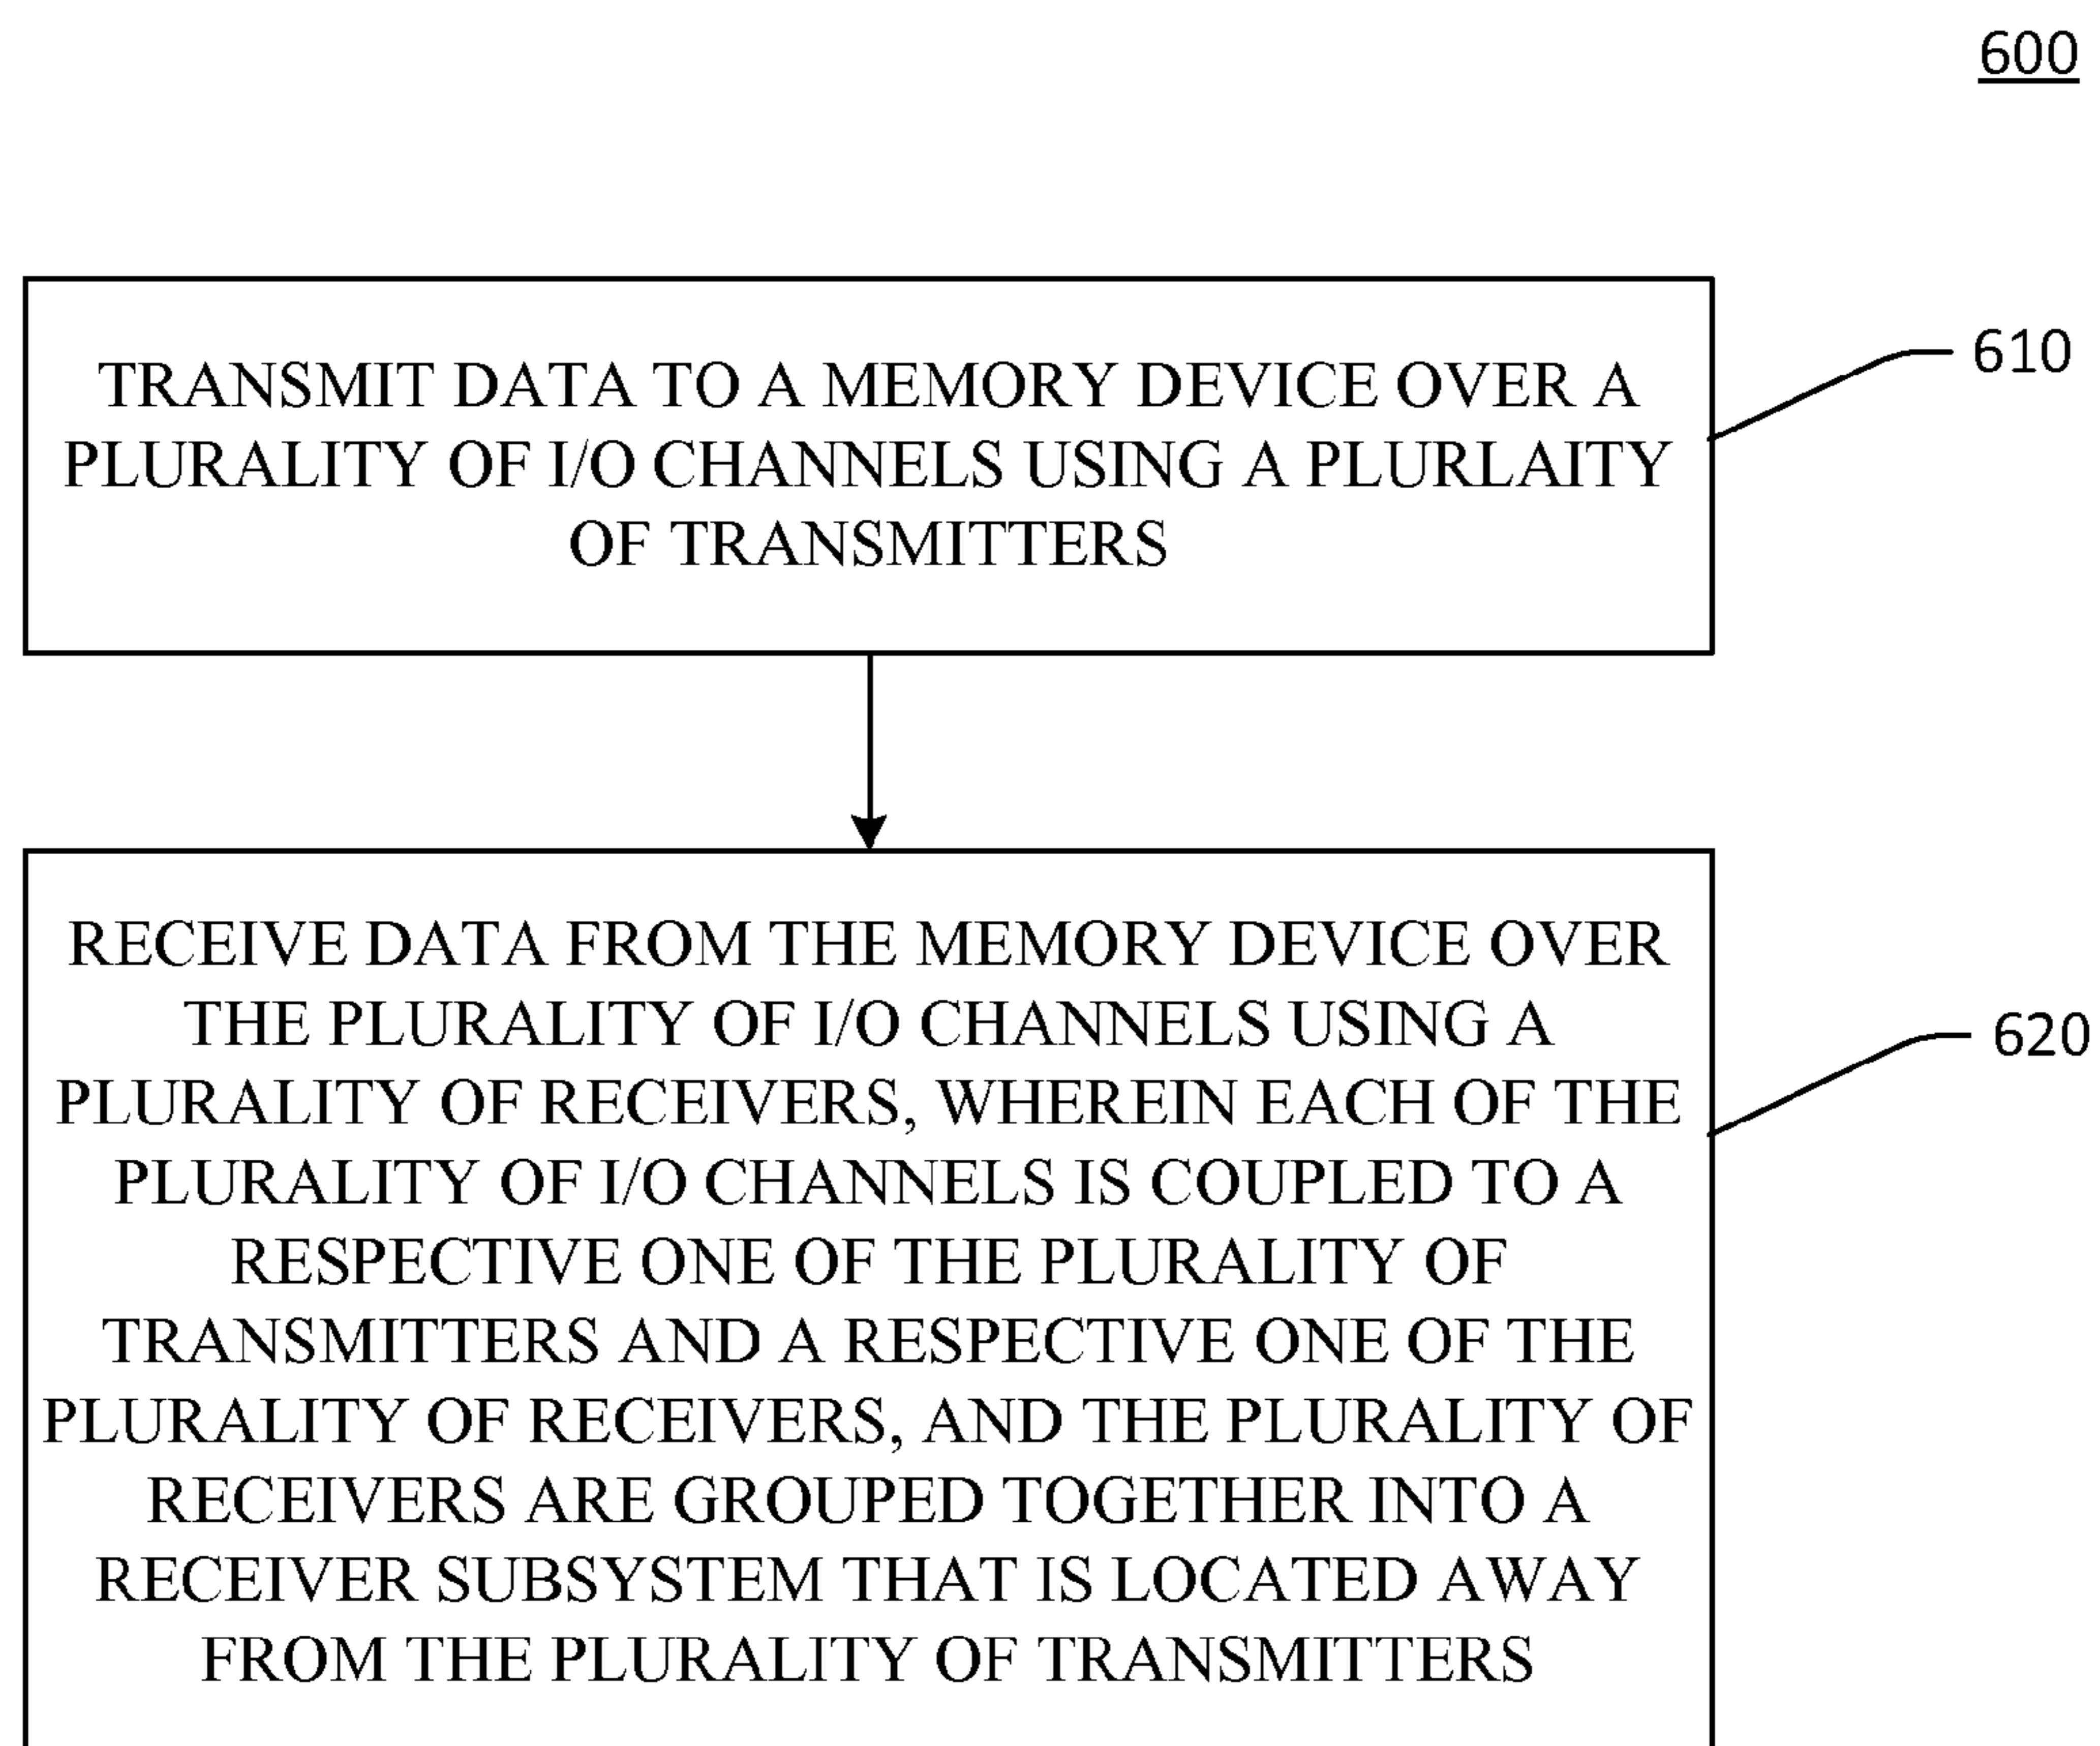 600
TRANSMIT DATA TO A MEMORY DEVICE OVER A
PLURALITY OF I/O CHANNELS USING A PLURLAITY
OF TRANSMITTERS
610
RECEIVE DATA FROM THE MEMORY DEVICE OVER
THE PLURALITY OF I/O CHANNELS USING A
PLURALITY OF RECEIVERS, WHEREIN EACH OF THE
PLURALITY OF I/O CHANNELS IS COUPLED TO A
RESPECTIVE ONE OF THE PLURALITY OF
TRANSMITTERS AND A RESPECTIVE ONE OF THE
PLURALITY OF RECEIVERS, AND THE PLURALITY OF
RECEIVERS ARE GROUPED TOGETHER INTO A
RECEIVER SUBSYSTEM THAT IS LOCATED AWAY
FROM THE PLURALITY OF TRANSMITTERS
620